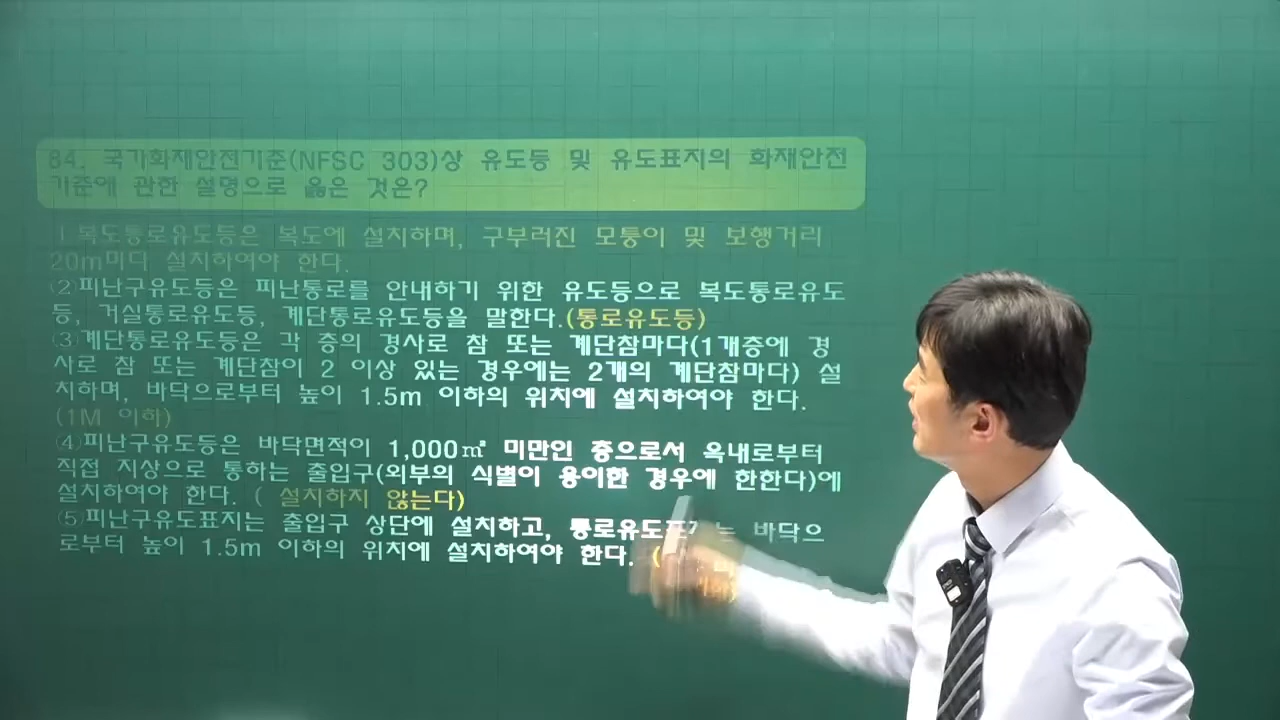 84. 국가화재안전기준(NFSC 303)상 유도등 및 유도표지의 화재안전
기준에 관한 설명으로 옳은 것은?
1 복도통로유도등은 복도에 설치하며, 구부러진 모퉁이 및 보행거리
20m마다 설치하여야 한다.
②피난구유도등은 피난통로를 안내하기 위한 유도등으로 복도통로유도
등, 거실통로유도등, 계단통로유도등을 말한다.(통로유도등)
③계단통로유도등은 각 층의 경사로 참 또는 계단참마다(1개층에 경
사로 참 또는 계단참이 2 이상 있는 경우에는 2개의 계단참마다) 설
치하며, 바닥으로부터 높이 1.5m 이하의 위치에 설치하여야 한다.
(1M 이하)
④피난구유도등은 바닥면적이 1,000㎡ 미만인 층으로서 옥내로부터
직접 지상으로 통하는 출입구(외부의 식별이 용이한 경우에 한한다)에
설치하여야 한다. ( 설치하지 않는다)
⑤피난구유도표지는 출입구 상단에 설치하고, 통로유도표지는 바닥으
로부터 높이 1.5m 이하의 위치에 설치하여야 한다.